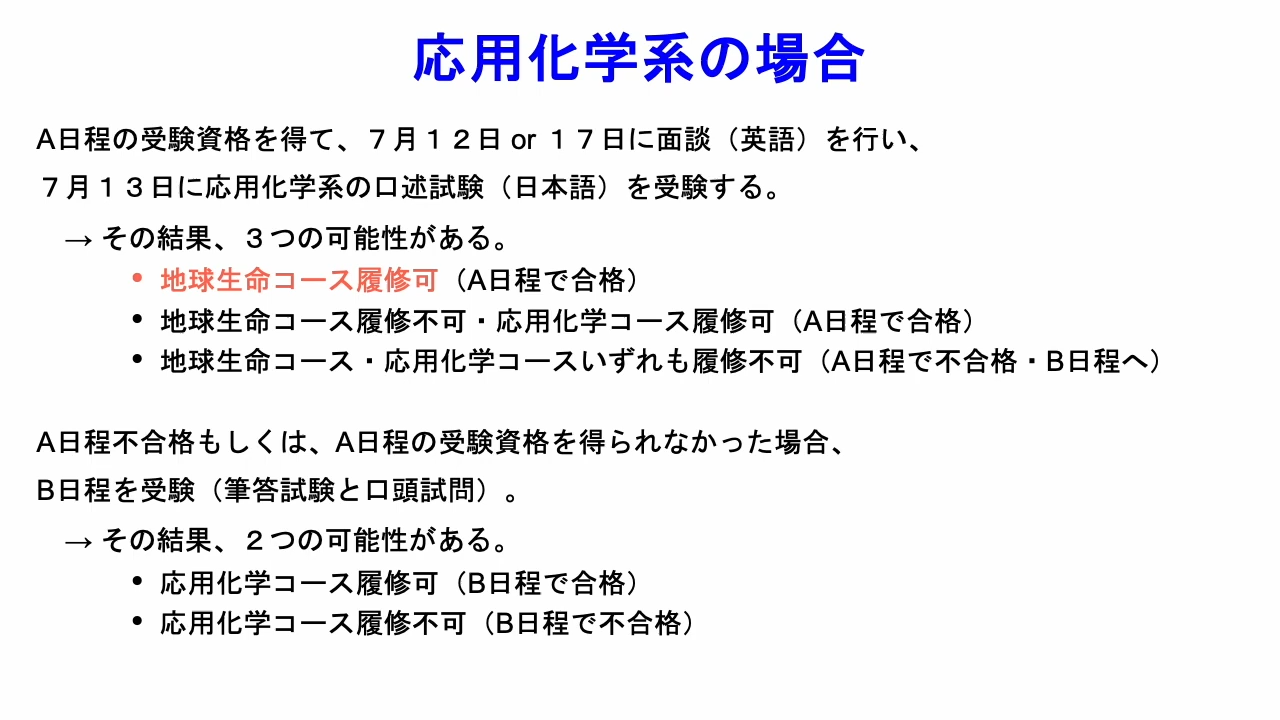 応用化学系の場合
A日程の受験資格を得て、７月１２日 or １７日に面談（英語）を行い、
７月１３日に応用化学系の口述試験（日本語）を受験する。
→ その結果、３つの可能性がある。
• 地球生命コース履修可（A日程で合格）
• 地球生命コース履修不可・応用化学コース履修可（A日程で合格）
• 地球生命コース・応用化学コースいずれも履修不可（A日程で不合格・B日程へ）
A日程不合格もしくは、A日程の受験資格を得られなかった場合、
B日程を受験（筆答試験と口頭試問）。
→ その結果、２つの可能性がある。
• 応用化学コース履修可（B日程で合格）
• 応用化学コース履修不可（B日程で不合格）